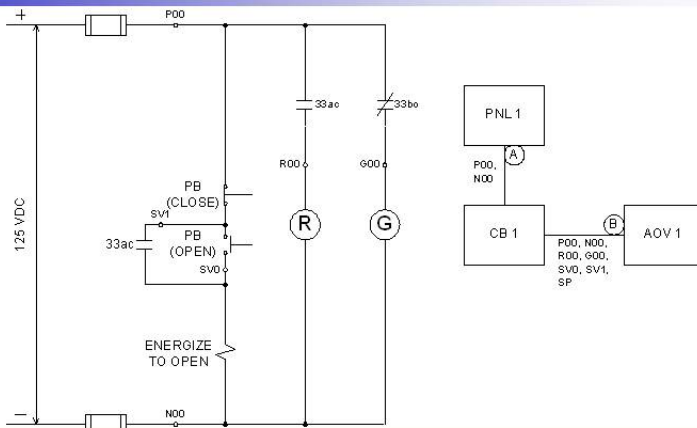 +
P00
33ac
33bo
R00
G00
PB
(CLOSE)
SV1
33ac
PB
(OPEN)
SV0
R
G
125 VDC
ENERGIZE
TO OPEN
–
N00
PNL 1
A
P00,
N00
CB 1
B
AOV 1
P00, N00,
R00, G00,
SV0, SV1,
SP